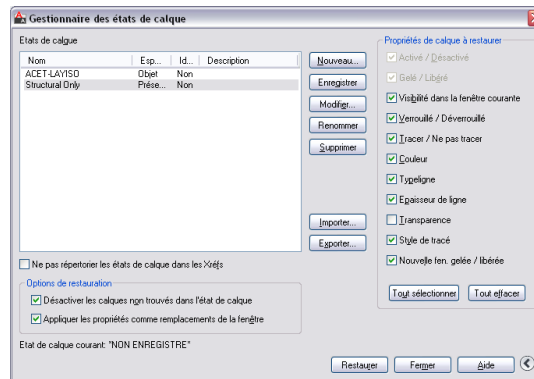 Gestionnaire des états de calque
Etats de calque
Nom Esp... Id... Description
ACET-LAYISO Objet Non
Structural Only Prése... Non
Nouveau...
Enregistrer
Modifier...
Renommer
Supprimer
Importer...
Exporter...
Ne pas répertorier les états de calque dans les Xréfs
Options de restauration
Désactiver les calques non trouvés dans l'état de calque
Appliquer les propriétés comme remplacements de la fenêtre
Etat de calque courant: "NON ENREGISTRE"
Propriétés de calque à restaurer
Activé / Désactivé
Gelé / Libéré
Visibilité dans la fenêtre courante
Verrouillé / Déverrouillé
Tracer / Ne pas tracer
Couleur
Typeligne
Epaisseur de ligne
Transparence
Style de tracé
Nouvelle fen. gelée / libérée
Tout sélectionner Tout effacer
Restaurer Fermer Aide